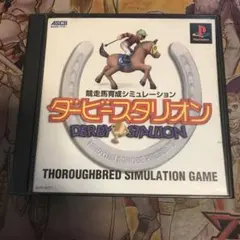 ASCII
PlayStation
競走馬育成シミュレーション
ダービースタリオン
DERBY STALLION
THOROUGHBRED SIMULATION GAME